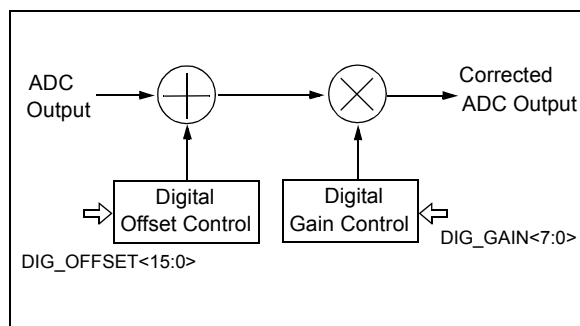 ADC
Output
Corrected
ADC Output
Digital
Offset Control
Digital
Gain Control
DIG_OFFSET<15:0>
DIG_GAIN<7:0>